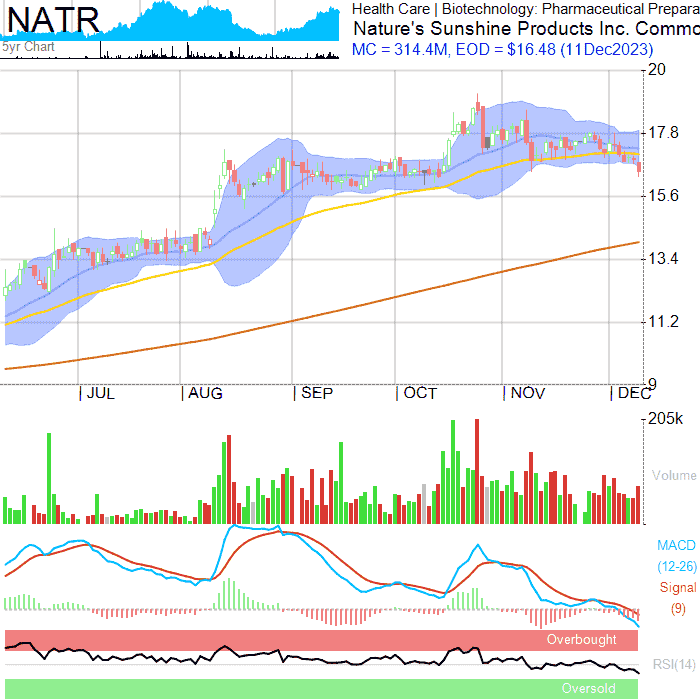 NATR
5yr Chart
Health Care | Biotechnology: Pharmaceutical Prepara
Nature's Sunshine Products Inc. Commo
MC = 314.4M, EOD = $16.48 (11Dec2023)
20
17.8
15.6
13.4
11.2
9
| JUL | AUG | SEP | OCT | NOV | DEC
205k
Volume
MACD
(12-26)
Signal
(9)
Overbought
RSI(14)
Oversold